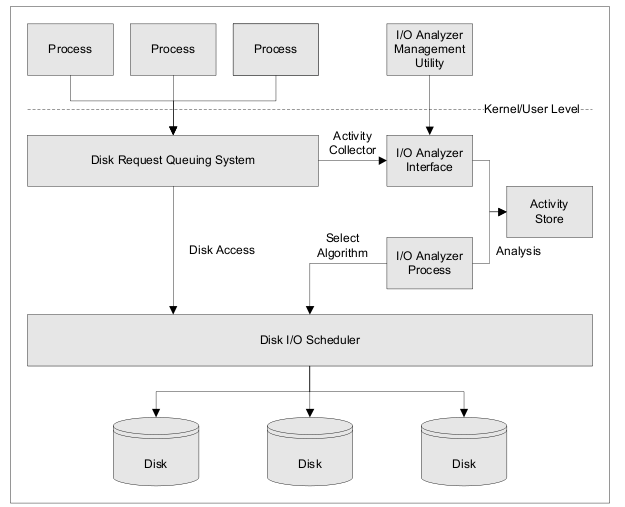 Process
Process
Process
I/O Analyzer
Management
Utility
Kernel/User Level
Disk Request Queuing System
Activity
Collector
I/O Analyzer
Interface
Activity
Store
Disk Access
Select
Algorithm
I/O Analyzer
Process
Analysis
Disk I/O Scheduler
Disk
Disk
Disk